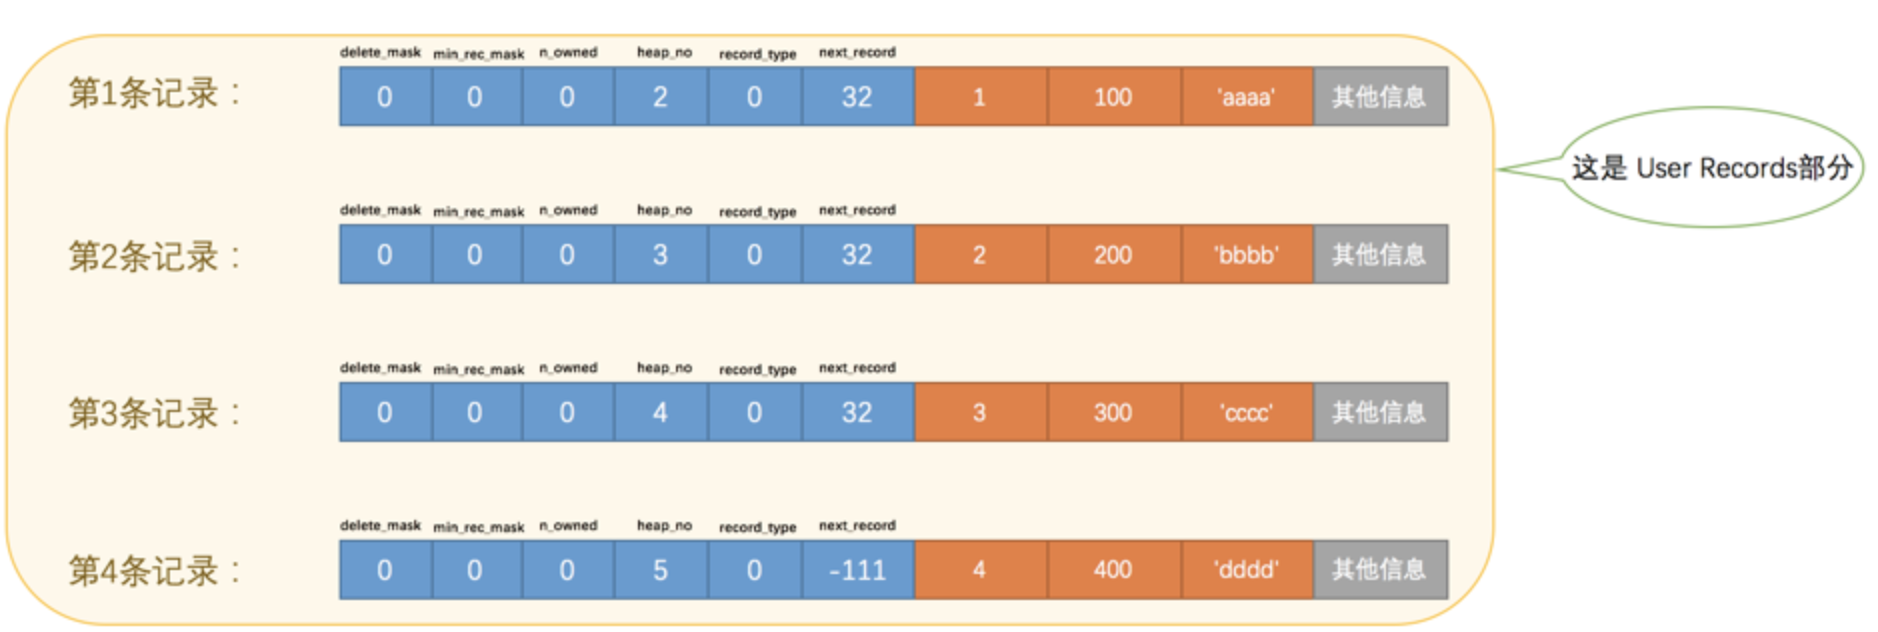 delete_mask min_rec_mask n_owned heap_no record_type next_record
第1条记录： 0 0 0 2 0 32 1 100 'aaaa' 其他信息
这是 User Records部分
delete_mask min_rec_mask n_owned heap_no record_type next_record
第2条记录： 0 0 0 3 0 32 2 200 'bbbb' 其他信息
delete_mask min_rec_mask n_owned heap_no record_type next_record
第3条记录： 0 0 0 4 0 32 3 300 'cccc' 其他信息
delete_mask min_rec_mask n_owned heap_no record_type next_record
第4条记录： 0 0 0 5 0 -111 4 400 'dddd' 其他信息